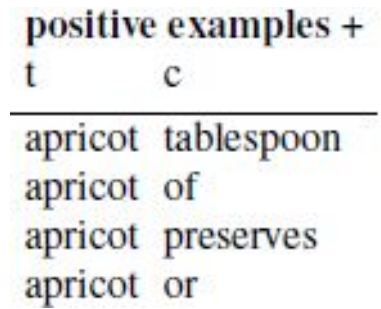 positive examples +
t c
apricot tablespoon
apricot of
apricot preserves
apricot or